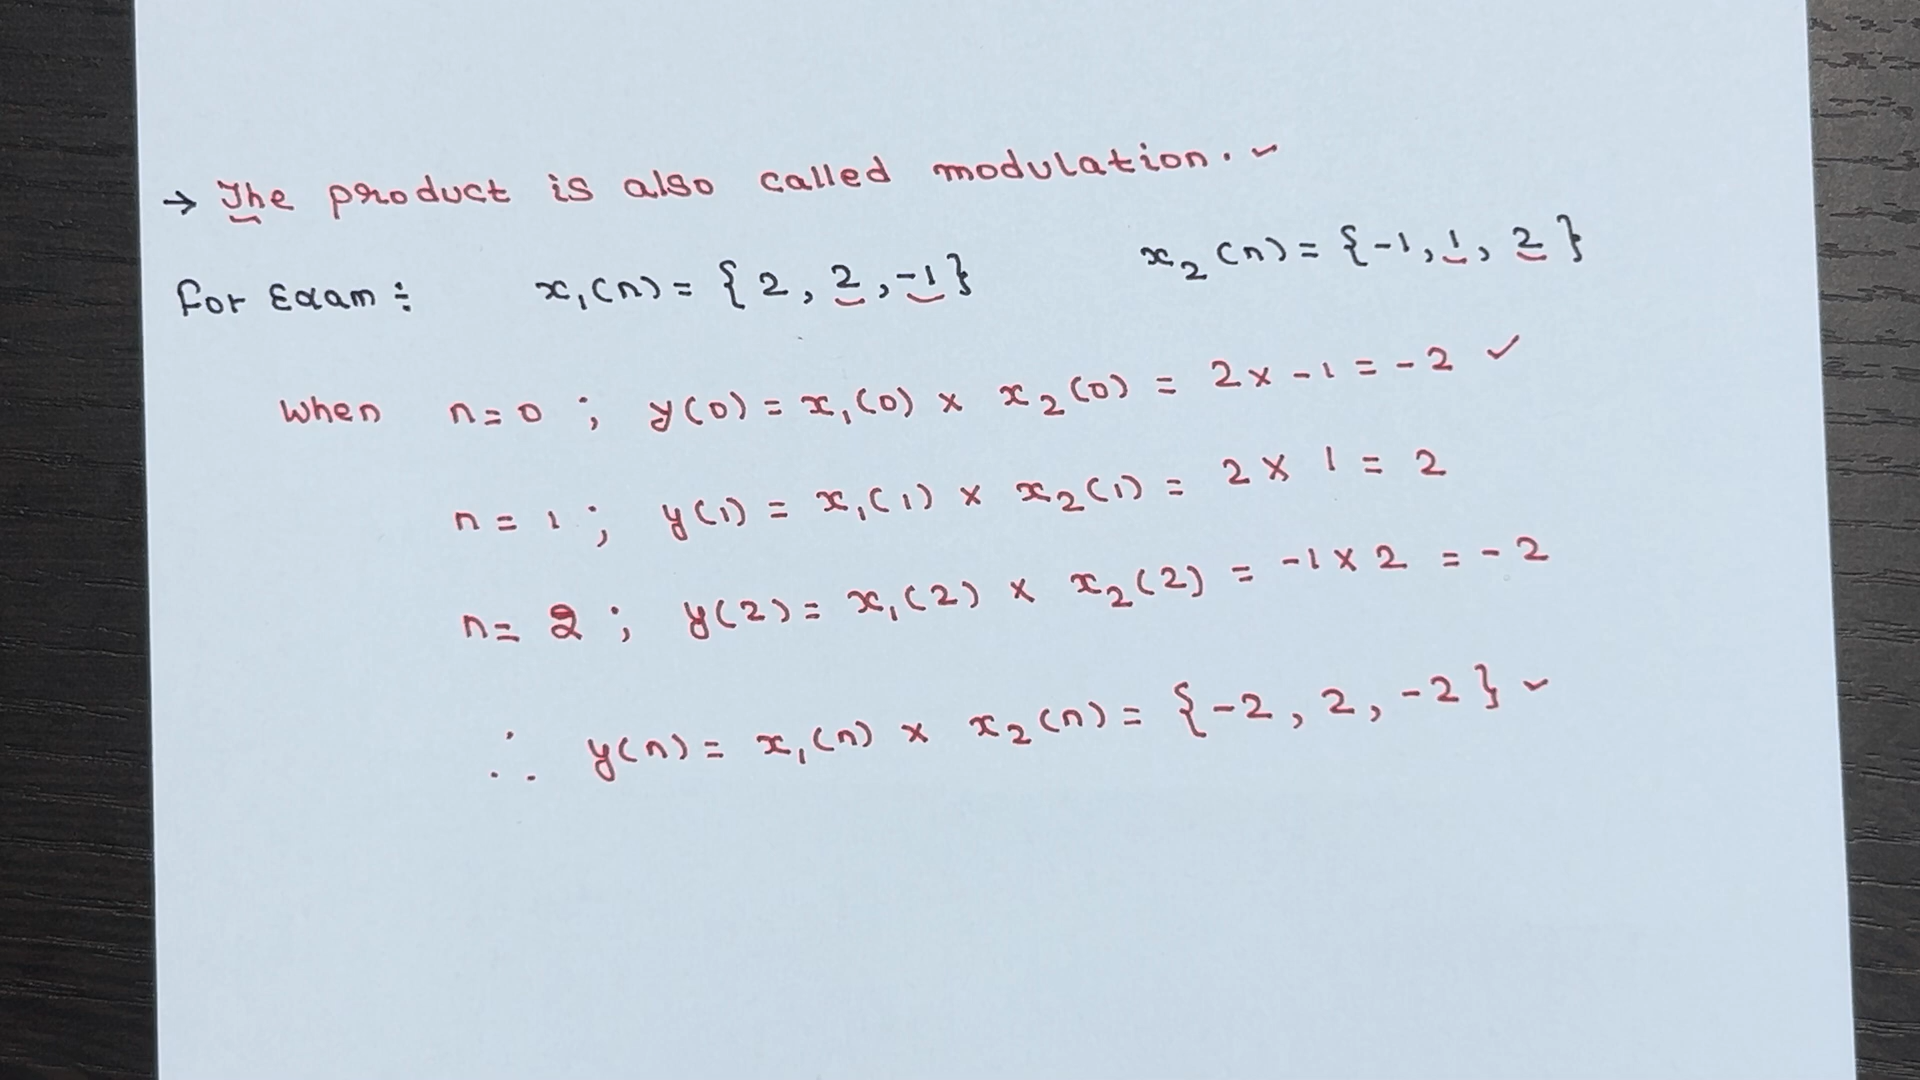 → The product is also called modulation.
For Exam: x₁(n) = {2, 2, -1} x₂(n) = {-1, 1, 2}
When n=0 ; y(0) = x₁(0) × x₂(0) = 2 × -1 = -2 ✓
n = 1 ; y(1) = x₁(1) × x₂(1) = 2 × 1 = 2
n = 2 ; y(2) = x₁(2) × x₂(2) = -1 × 2 = -2
∴ y(n) = x₁(n) × x₂(n) = {-2, 2, -2}